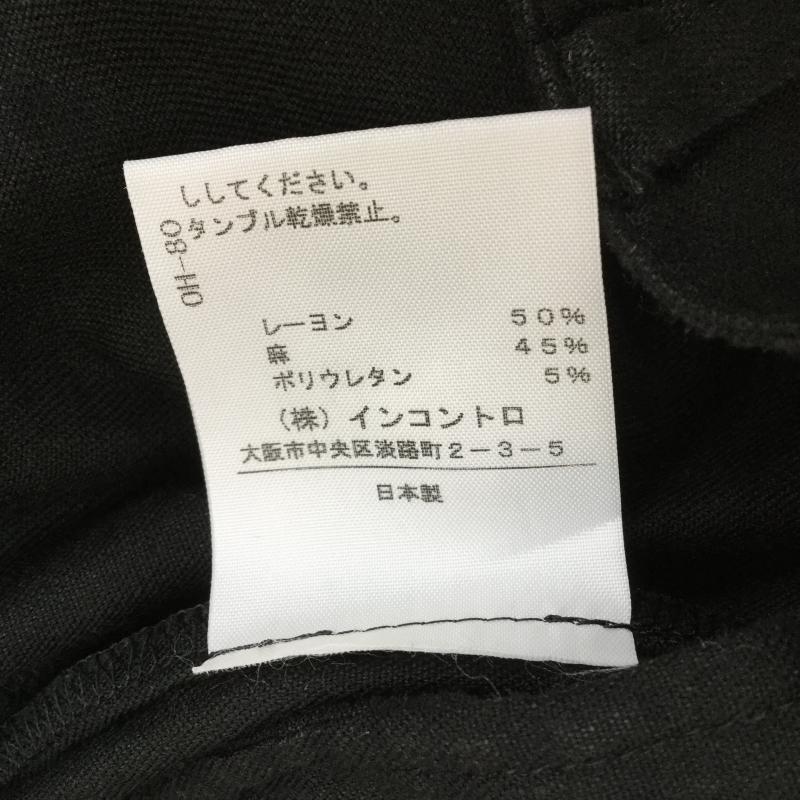 ししてください。
タンブル乾燥禁止。
OH-80
レーヨン 50%
麻 45%
ポリウレタン 5%
(株)インコントロ
大阪市中央区淡路町2-3-5
日本製